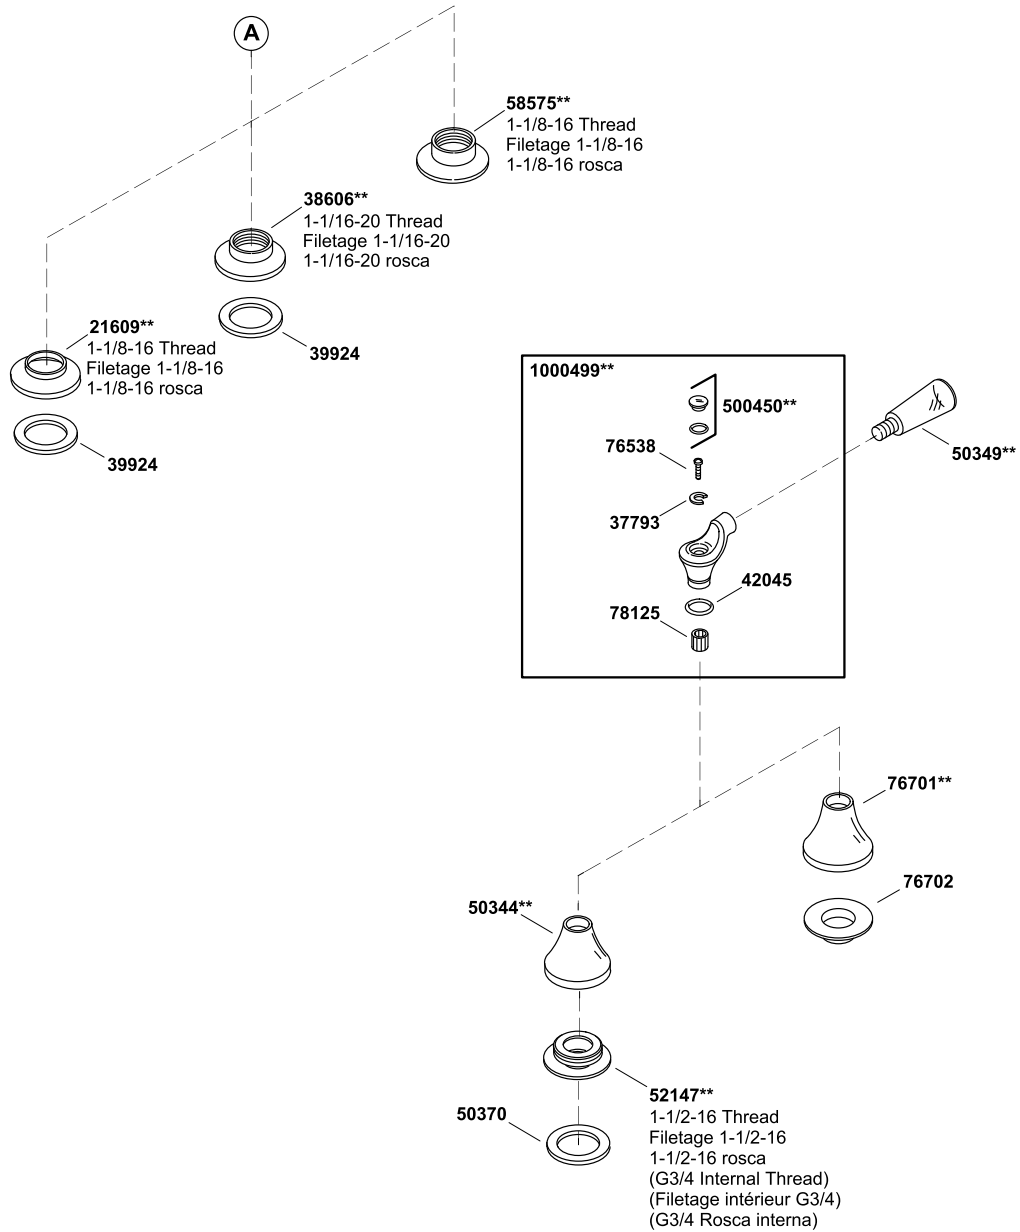 A
58575**
1-1/8-16 Thread
Filetage 1-1/8-16
1-1/8-16 rosca
38606**
1-1/16-20 Thread
Filetage 1-1/16-20
1-1/16-20 rosca
21609**
1-1/8-16 Thread
Filetage 1-1/8-16
1-1/8-16 rosca
39924
39924
1000499**
500450**
76538
50349**
37793
42045
78125
76701**
76702
50344**
52147**
1-1/2-16 Thread
Filetage 1-1/2-16
1-1/2-16 rosca
(G3/4 Internal Thread)
(Filetage intérieur G3/4)
(G3/4 Rosca interna)
50370